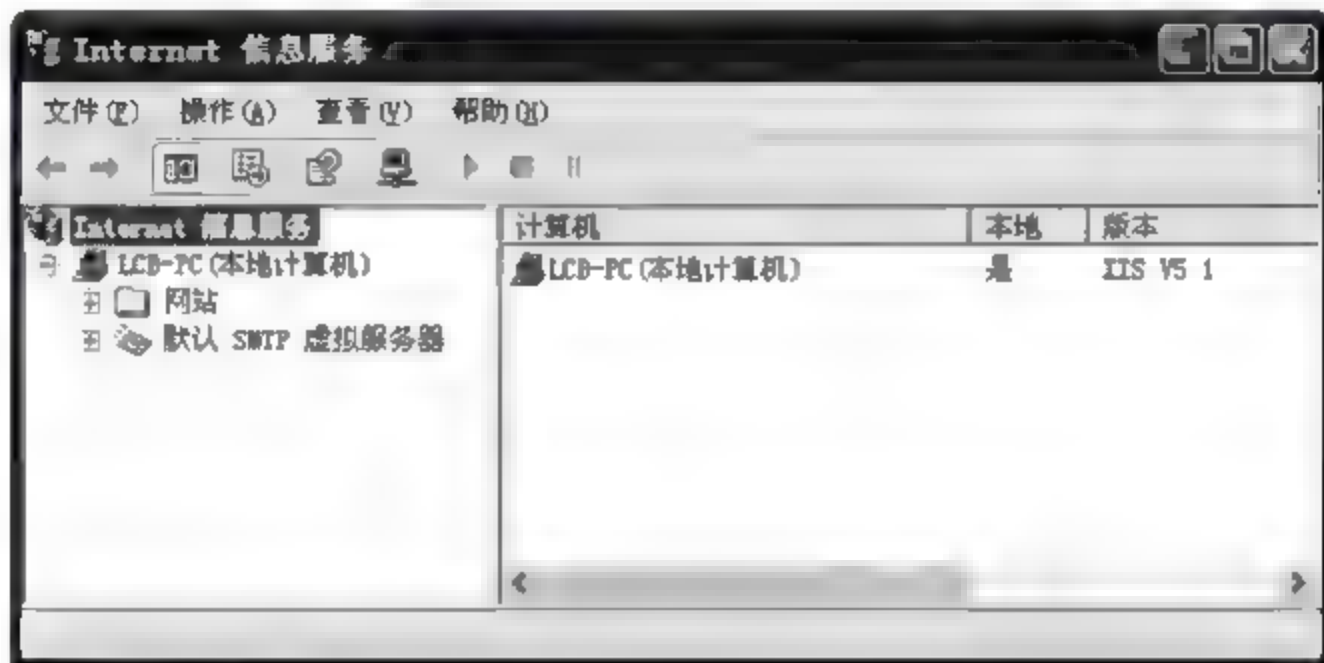 Internet 信息服务
文件(F) 操作(A) 查看(V) 帮助(H)
Internet 信息服务
LCB-PC(本地计算机)
网站
默认 SMTP 虚拟服务器
计算机 本地 版本
LCB-PC(本地计算机) 是 IIS V5 1